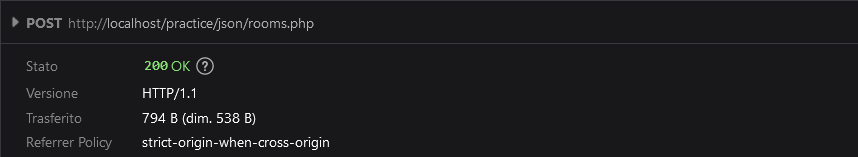 POST http://localhost/practice/json/rooms.php
Stato 200 OK ?
Versione HTTP/1.1
Trasferito 794 B (dim. 538 B)
Referrer Policy strict-origin-when-cross-origin